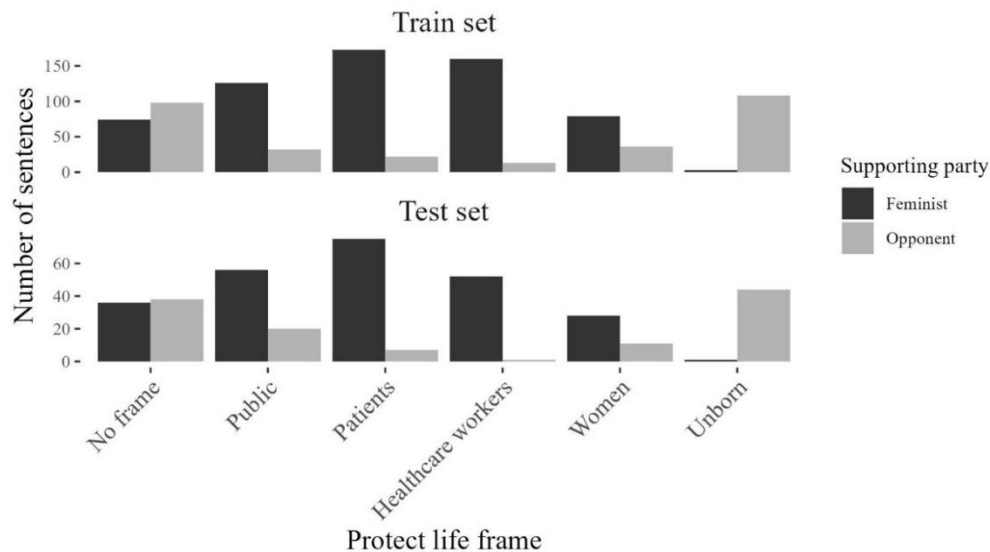 Train set
Number of sentences
150
100
50
0
Test set
60
40
20
0
No frame
Public
Patients
Healthcare workers
Women
Unborn
Protect life frame
Supporting party
Feminist
Opponent